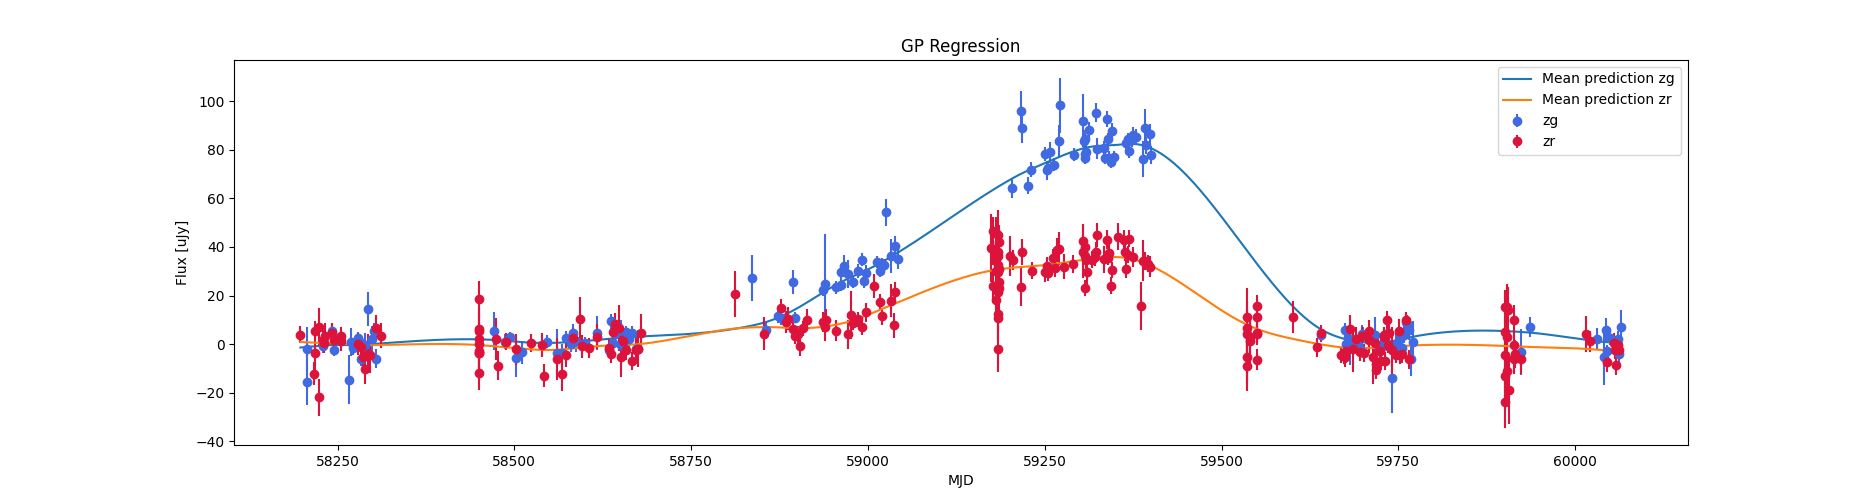 GP Regression
Flux [uJy]
100
80
60
40
20
0
−20
−40
58250
58500
58750
59000
59250
59500
59750
60000
MJD
Mean prediction zg
Mean prediction zr
zg
zr